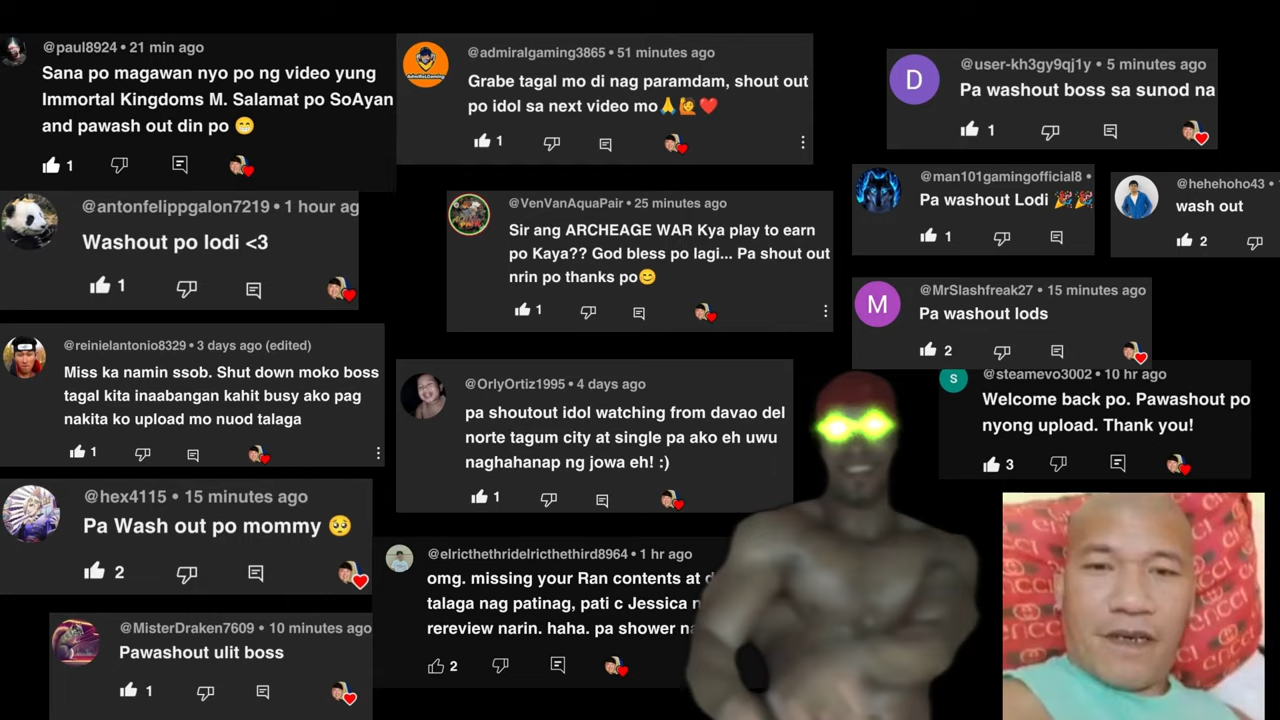 @paul8924 • 21 min ago
Sana po magawan nyo po ng video yung
Immortal Kingdoms M. Salamat po SoAyan
and pawash out din po 😁
1
@antonfelippgalon7219 • 1 hour ag
Washout po lodi <3
1
@reinielantonio8329 • 3 days ago (edited)
Miss ka namin ssob. Shut down moko boss
tagal kita inaabangan kahit busy ako pag
nakita ko upload mo nuod talaga
1
@hex4115 • 15 minutes ago
Pa Wash out po mommy 🥺
2
@MisterDraken7609 • 10 minutes ago
Pawashout ulit boss
1
@admiralgaming3865 • 51 minutes ago
Grabe tagal mo di nag paramdam, shout out
po idol sa next video mo🙏🙋❤️
1
@VenVanAquaPair • 25 minutes ago
Sir ang ARCHEAGE WAR Kya play to earn
po Kaya?? God bless po lagi... Pa shout out
nrin po thanks po😊
1
@OrlyOrtiz1995 • 4 days ago
pa shoutout idol watching from davao del
norte tagum city at single pa ako eh uwu
naghahanap ng jowa eh! :)
1
@elricthethridelricthethird8964 • 1 hr ago
omg. missing your Ran contents at
talaga nag patinag, pati c Jessica
rereview narin. haha. pa shower
2
@user-kh3gy9qj1y • 5 minutes ago
Pa washout boss sa sunod na
1
@man101gamingofficial8 •
Pa washout Lodi 🎉🎉
1
@hehehoho43 •
wash out
2
@MrSlashfreak27 • 15 minutes ago
Pa washout lods
2
@steamevo3002 • 10 hr ago
Welcome back po. Pawashout po
nyong upload. Thank you!
3
D
M
S